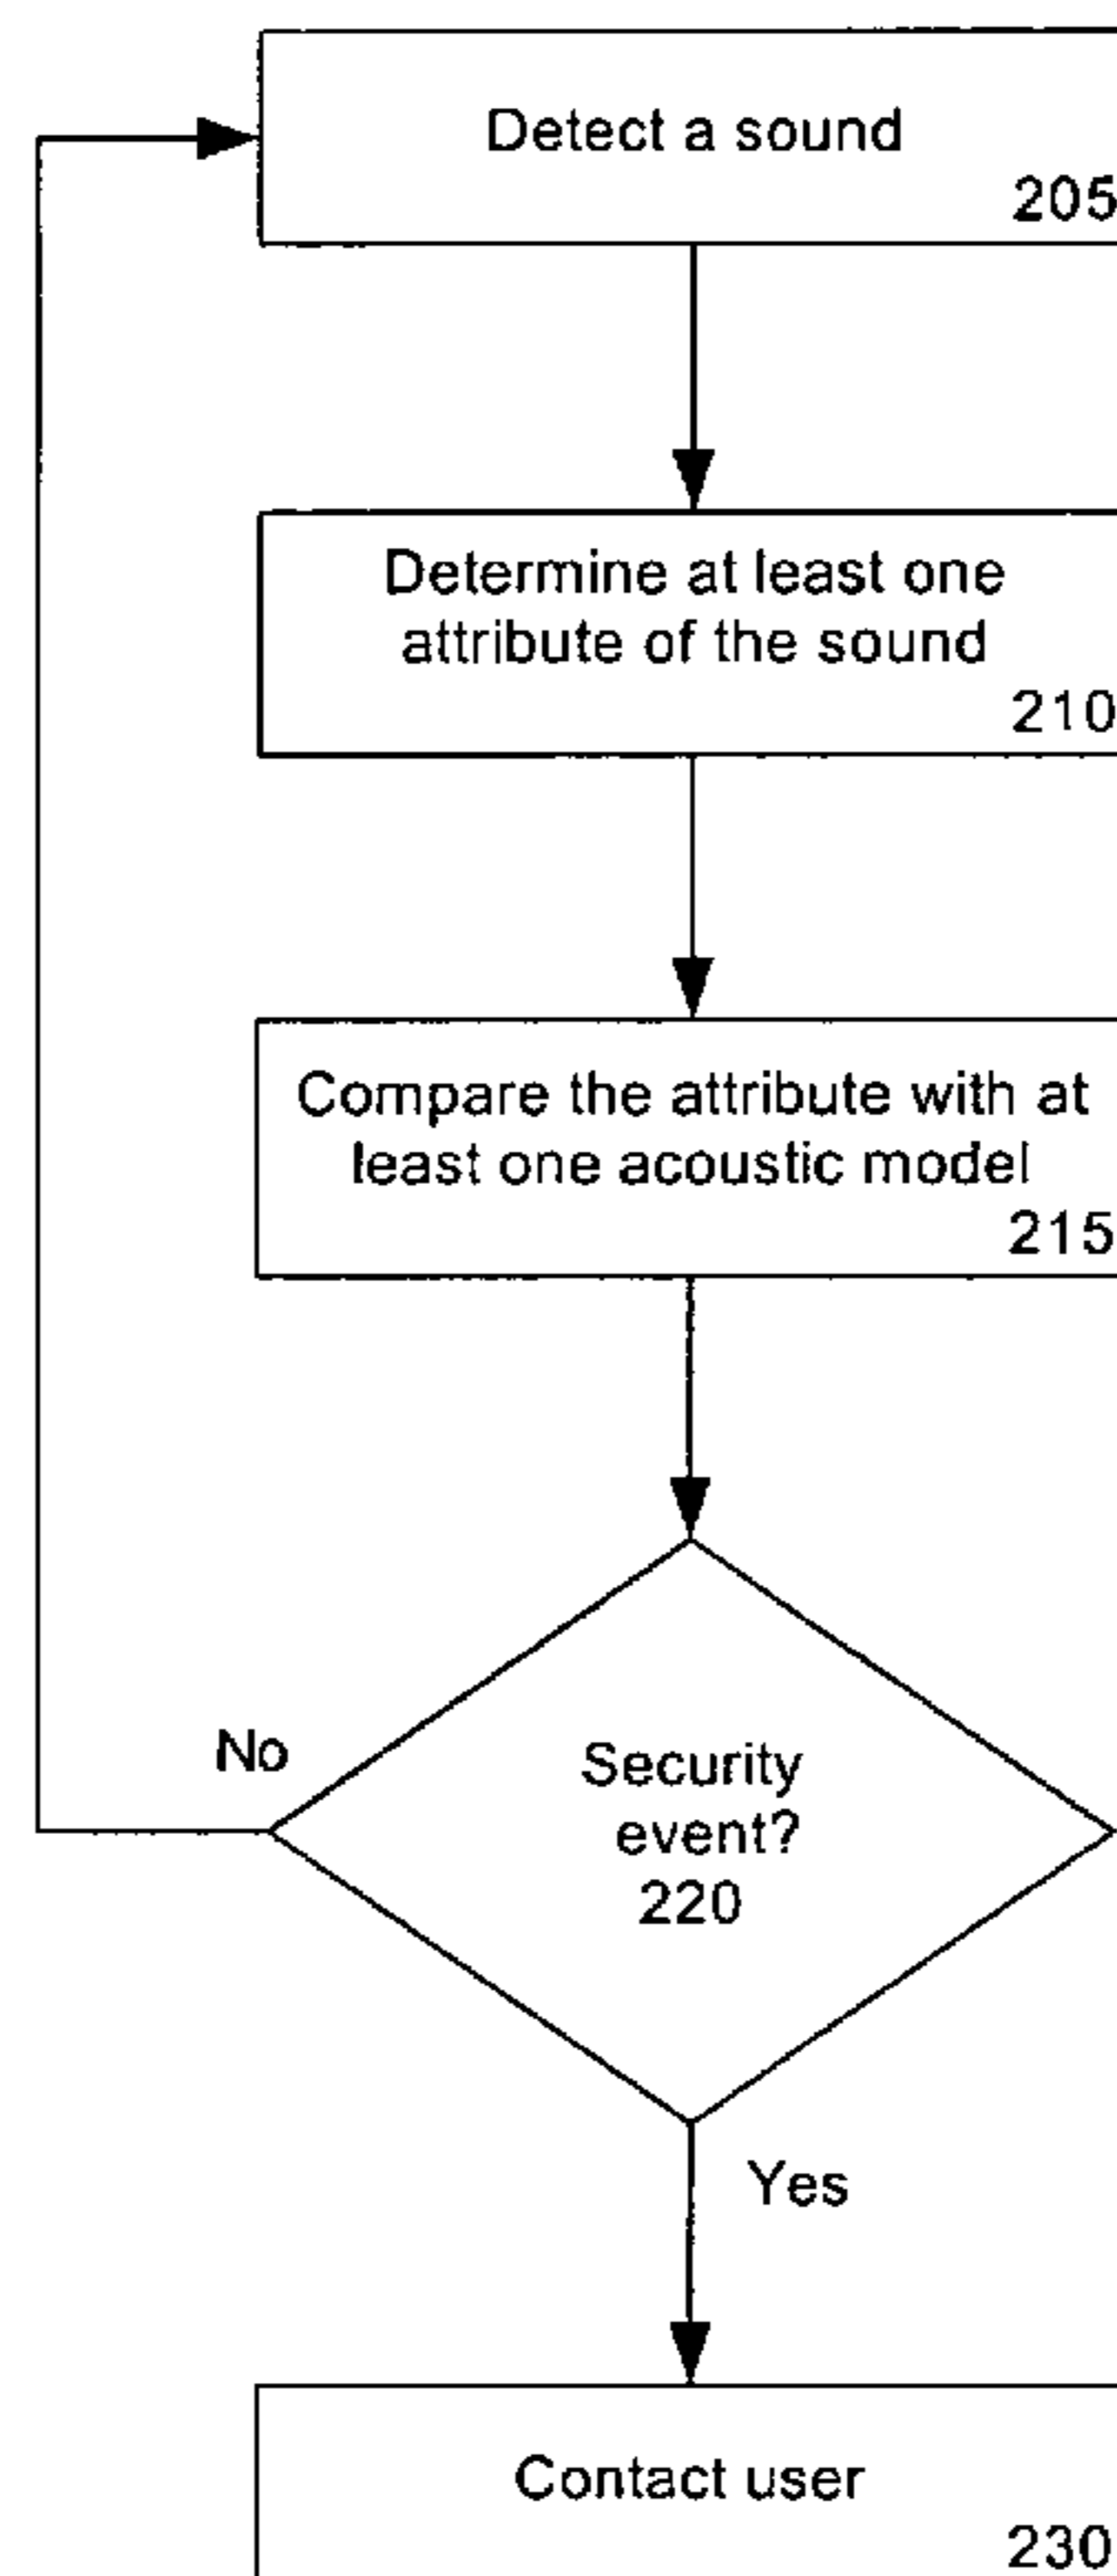 Detect a sound
205
Determine at least one
attribute of the sound
210
Compare the attribute with at
least one acoustic model
215
No
Security
event?
220
Yes
Contact user
230